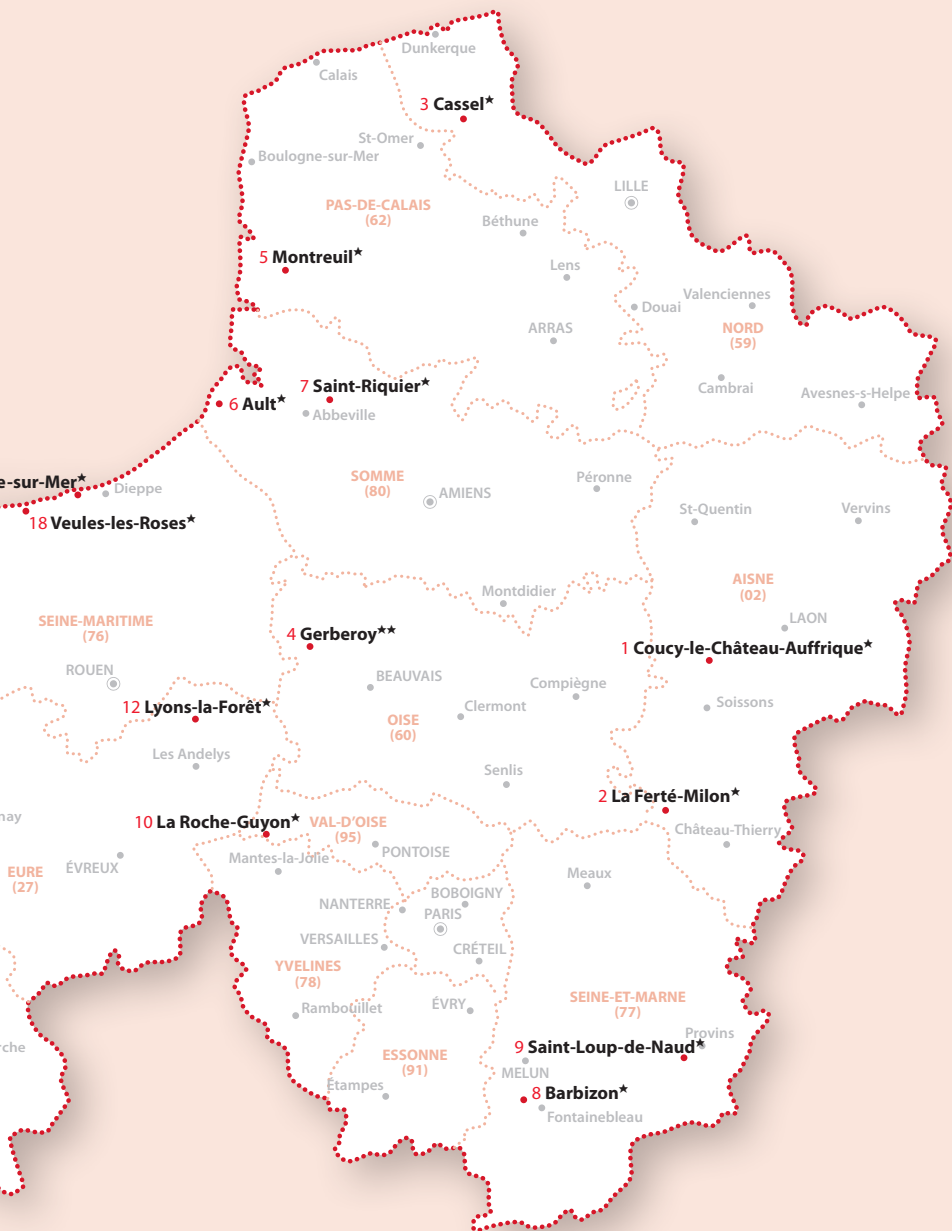 Dunkerque
Calais
3 Cassel★
St-Omer
Boulogne-sur-Mer
LILLE
PAS-DE-CALAIS
(62)
Béthune
5 Montreuil★
Lens
Valenciennes
Douai
ARRAS
NORD
(59)
7 Saint-Riquier★
Cambrai
Avesnes-s-Helpe
6 Ault★
Abbeville
SOMME
(80)
Péronne
e-sur-Mer★
Dieppe
AMIENS
St-Quentin
Vervins
18 Veules-les-Roses★
AISNE
(02)
Montdidier
SEINE-MARITIME
(76)
LAON
4 Gerberoy★★
1 Coucy-le-Château-Auffrique★
ROUEN
BEAUVAIS
Compiègne
12 Lyons-la-Forêt★
Clermont
Soissons
OISE
(60)
Les Andelys
Senlis
2 La Ferté-Milon★
nay
10 La Roche-Guyon★
VAL-D'OISE
(95)
Château-Thierry
Mantes-la-Jolie
PONTOISE
EURE
(27)
ÉVREUX
Meaux
NANTERRE
BOBOIGNY
PARIS
VERSAILLES
CRÉTEIL
YVELINES
(78)
SEINE-ET-MARNE
(77)
Rambouillet
ÉVRY
Provins
rche
9 Saint-Loup-de-Naud★
ESSONNE
(91)
MELUN
Étampes
8 Barbizon★
Fontainebleau